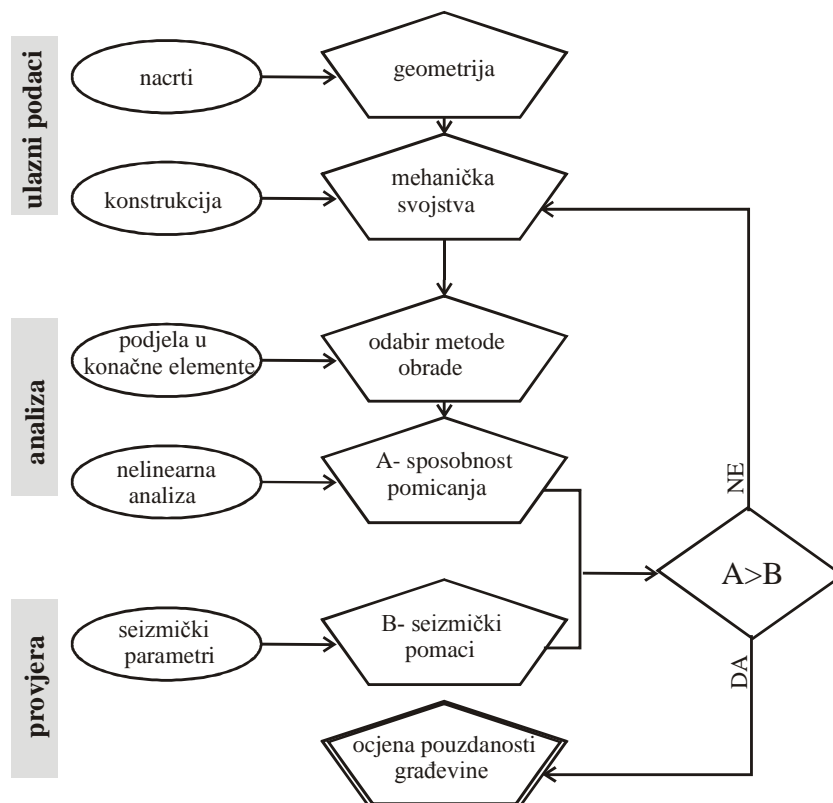 ulazni podaci
nacrti
geometrija
konstrukcija
mehanička
svojstva
analiza
podjela u
konačne elemente
odabir metode
obrade
nelinearna
analiza
A- sposobnost
pomicanja
NE
A>B
DA
provjera
seizmički
parametri
B- seizmički
pomaci
ocjena pouzdanosti
građevine